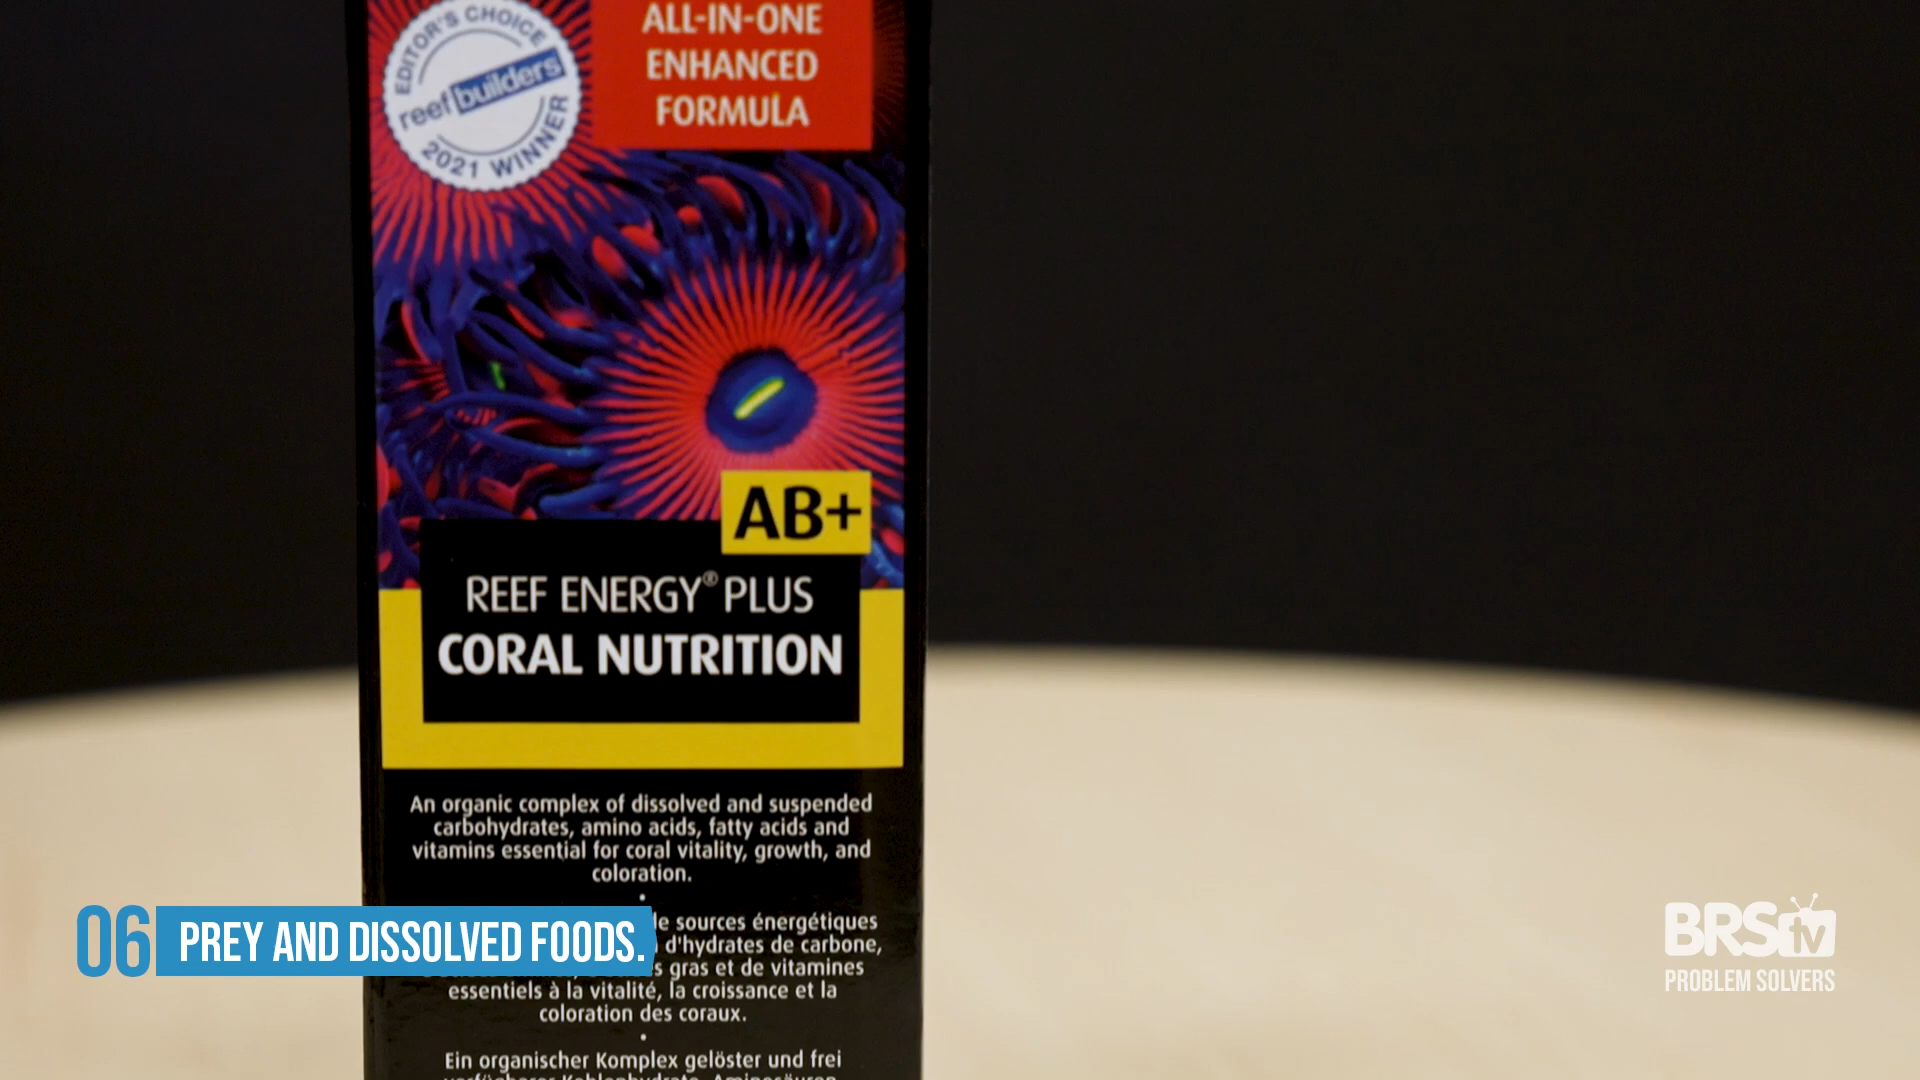 EDITOR'S CHOICE
reef builders
2021 WINNER
ALL-IN-ONE
ENHANCED
FORMULA
AB+
REEF ENERGY® PLUS
CORAL NUTRITION
An organic complex of dissolved and suspended
carbohydrates, amino acids, fatty acids and
vitamins essential for coral vitality, growth, and
coloration.
•
de sources énergétiques
d'hydrates de carbone,
gras et de vitamines
essentiels à la vitalité, la croissance et la
coloration des coraux.
•
Ein organischer Komplex gelöster und frei
06 PREY AND DISSOLVED FOODS.
BRS tv
PROBLEM SOLVERS